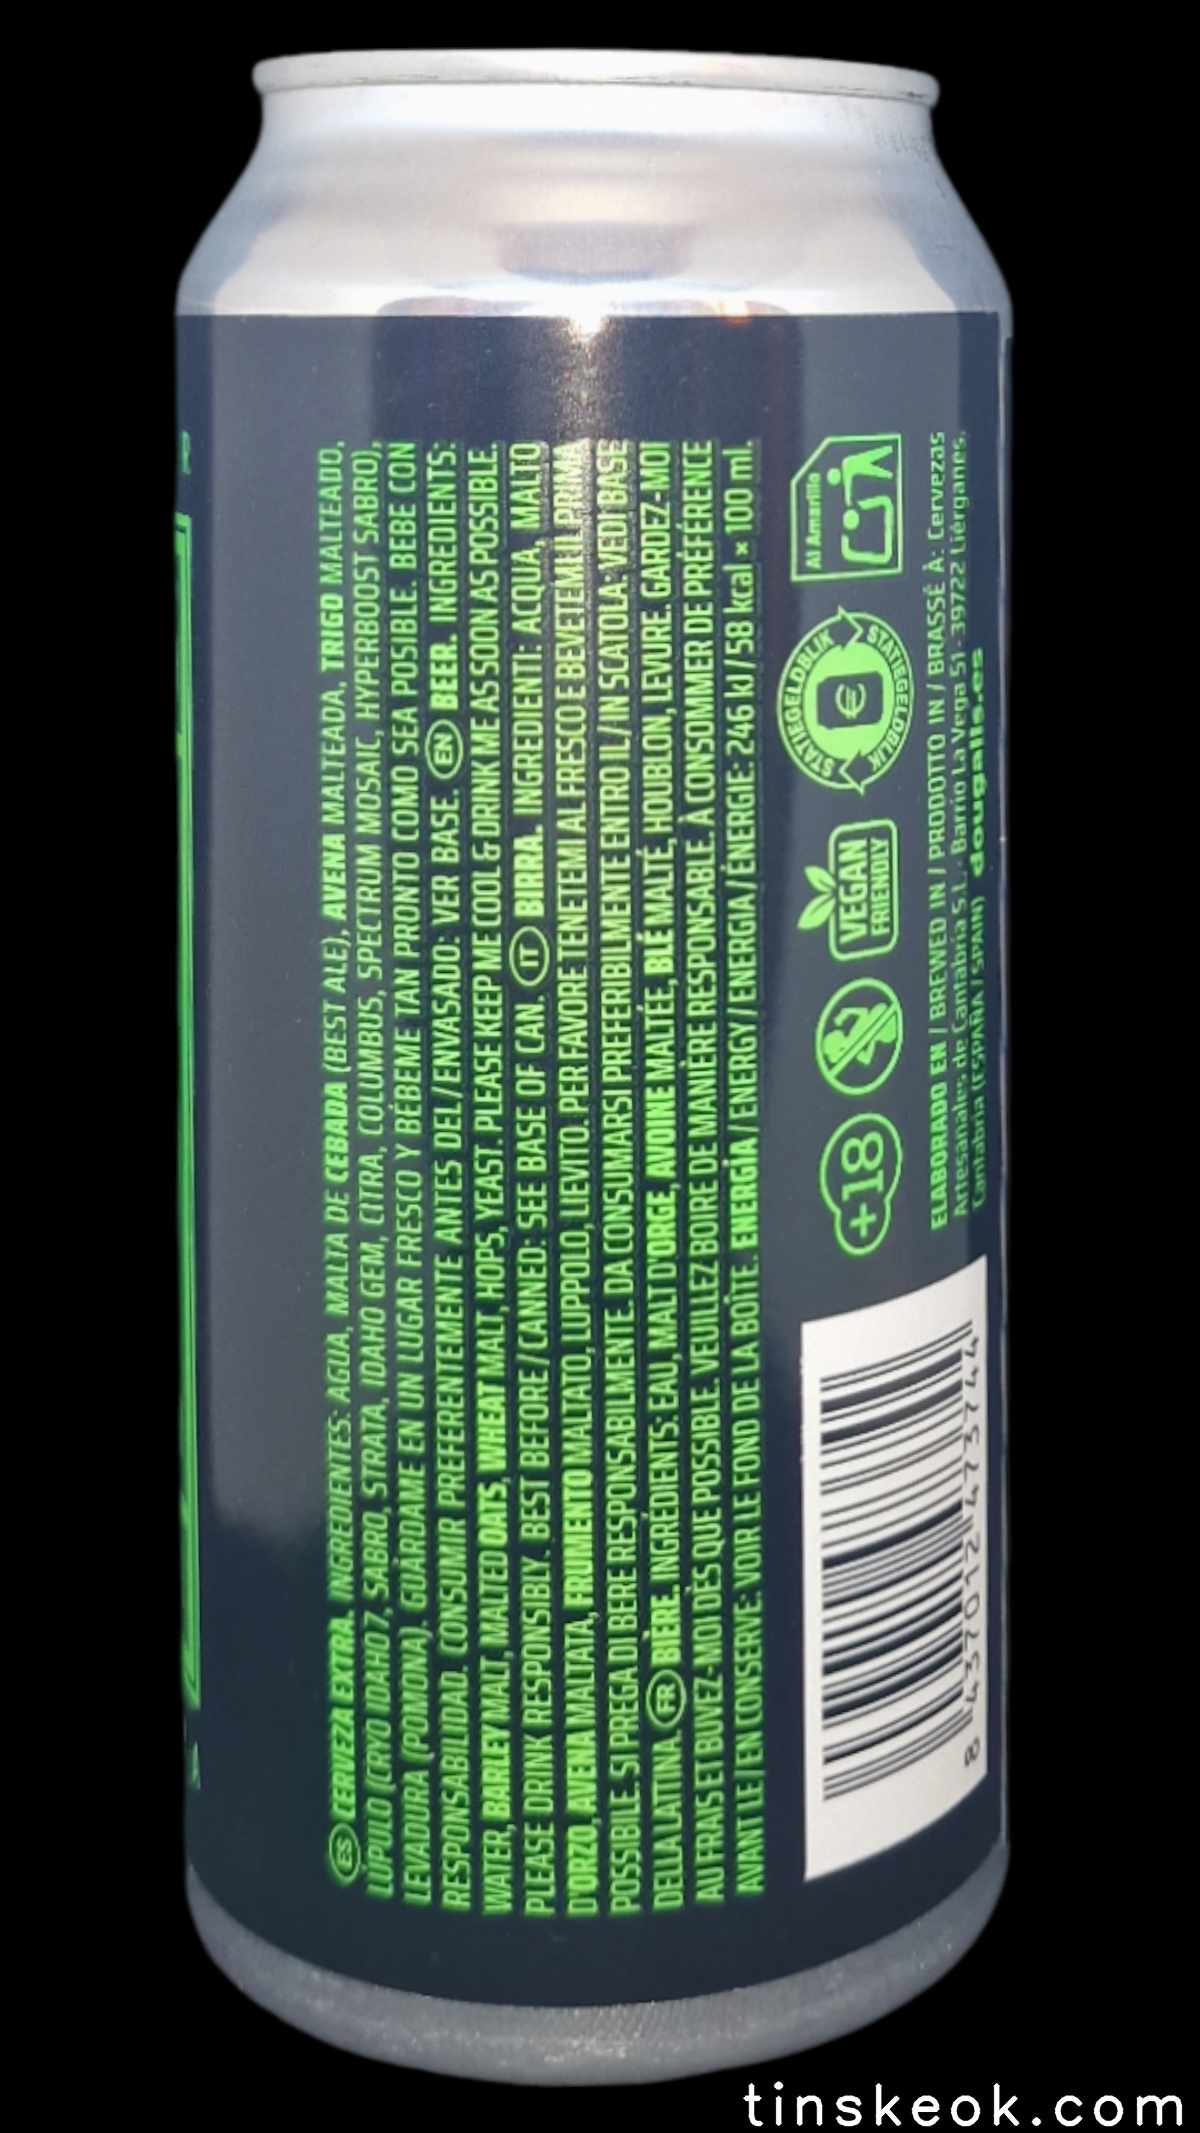 ES CERVEZA EXTRA. INGREDIENTES: AGUA, MALTA DE CEBADA (BEST ALE), AVENA MALTEADA, TRIGO MALTEADO,
LÚPULO (CRYO IDAHO 7, SABRO, STRATA, IDAHO GEM, CITRA, COLUMBUS, SPECTRUM MOSAIC, HYPERBOOST SABRO),
LEVADURA (POMONA). GUÁRDAME EN UN LUGAR FRESCO Y BÉBEME TAN PRONTO COMO SEA POSIBLE. BEBE CON
RESPONSABILIDAD. CONSUMIR PREFERENTEMENTE ANTES DEL/ENVASADO: VER BASE. EN BEER. INGREDIENTS:
WATER, BARLEY MALT, MALTED OATS, WHEAT MALT, HOPS, YEAST. PLEASE KEEP ME COOL & DRINK ME AS SOON AS POSSIBLE.
PLEASE DRINK RESPONSIBLY. BEST BEFORE/CANNED: SEE BASE OF CAN. IT BIRRA. INGREDIENTI: ACQUA, MALTO
D'ORZO, AVENA MALTATA, FRUMENTO MALTATO, LUPPOLO, LIEVITO. PER FAVORE TENETEMI AL FRESCO E BEVETEMI IL PRIMA
POSSIBILE. SI PREGA DI BERE RESPONSABILMENTE. DA CONSUMARSI PREFERIBILMENTE ENTRO IL/IN SCATOLA: VEDI BASE
DELLA LATTINA. FR BIÈRE. INGRÉDIENTS: EAU, MALT D'ORGE, AVOINE MALTÉE, BLÉ MALTÉ, HOUBLON, LEVURE. GARDEZ-MOI
AU FRAIS ET BUVEZ-MOI DÈS QUE POSSIBLE. VEUILLEZ BOIRE DE MANIÈRE RESPONSABLE. À CONSOMMER DE PRÉFÉRENCE
AVANT LE/EN CONSERVE: VOIR LE FOND DE LA BOÎTE. ENERGÍA/ENERGY/ENERGIA/ÉNERGIE: 246 kJ/58 kcal × 100 ml.
+18
VEGAN
FRIENDLY
STATIEGELDBLIK
STATIEGELDBLIK
Al Amarillo
ELABORADO EN / BREWED IN / PRODOTTO IN / BRASSÉ À: Cervezas
Artesanales de Cantabria S.L. · Barrio La Vega 51 · 39722 Liérganes.
Cantabria (ESPAÑA / SPAIN) dougalls.es
8 437012 473744
tinskeok.com